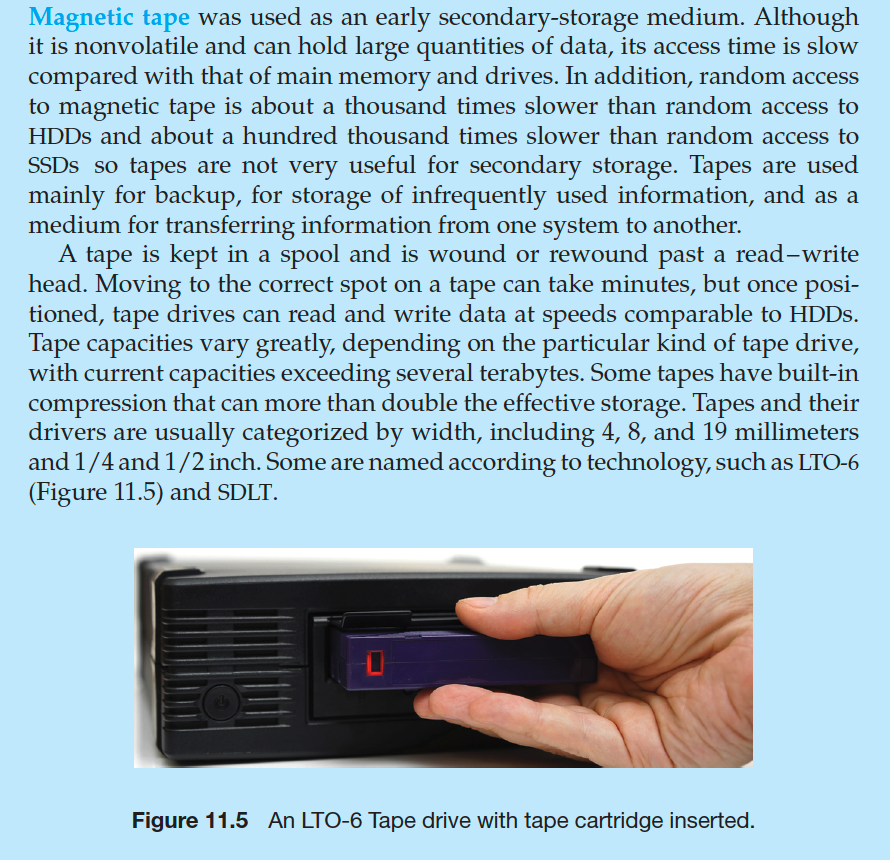 Magnetic tape was used as an early secondary-storage medium. Although
it is nonvolatile and can hold large quantities of data, its access time is slow
compared with that of main memory and drives. In addition, random access
to magnetic tape is about a thousand times slower than random access to
HDDs and about a hundred thousand times slower than random access to
SSDs so tapes are not very useful for secondary storage. Tapes are used
mainly for backup, for storage of infrequently used information, and as a
medium for transferring information from one system to another.
A tape is kept in a spool and is wound or rewound past a read–write
head. Moving to the correct spot on a tape can take minutes, but once posi-
tioned, tape drives can read and write data at speeds comparable to HDDs.
Tape capacities vary greatly, depending on the particular kind of tape drive,
with current capacities exceeding several terabytes. Some tapes have built-in
compression that can more than double the effective storage. Tapes and their
drivers are usually categorized by width, including 4, 8, and 19 millimeters
and 1/4 and 1/2 inch. Some are named according to technology, such as LTO-6
(Figure 11.5) and SDLT.
Figure 11.5 An LTO-6 Tape drive with tape cartridge inserted.